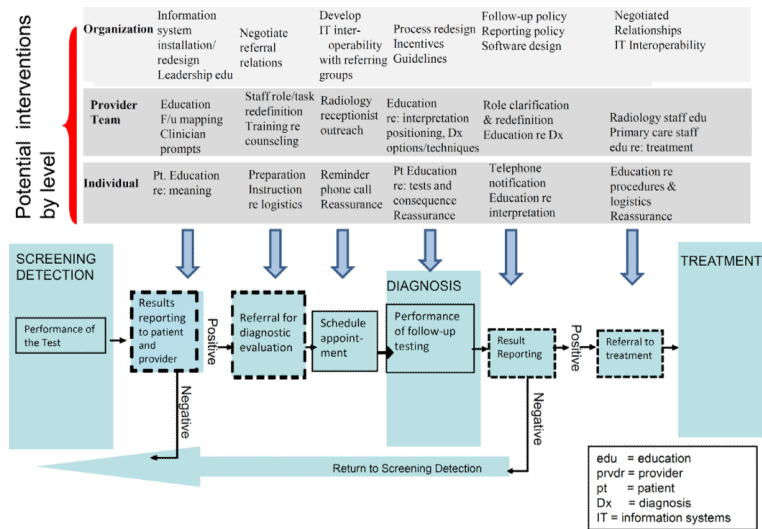 Potential interventions
by level
Organization
Information
system
installation/
redesign
Leadership edu
Negotiate
referral
relations
Develop
IT inter-
operability
with referring
groups
Process redesign
Incentives
Guidelines
Follow-up policy
Reporting policy
Software design
Negotiated
Relationships
IT Interoperability
Provider
Team
Education
F/u mapping
Clinician
prompts
Staff role/task
redefinition
Training re
counseling
Radiology
receptionist
outreach
Education
re: interpretation
positioning, Dx
options/techniques
Role clarification
& redefinition
Education re Dx
Radiology staff edu
Primary care staff
edu re: treatment
Individual
Pt. Education
re: meaning
Preparation
Instruction
re logistics
Reminder
phone call
Reassurance
Pt Education
re: tests and
consequence
Reassurance
Telephone
notification
Education re
interpretation
Education re
procedures &
logistics
Reassurance
SCREENING
DETECTION
DIAGNOSIS
TREATMENT
Performance of
the Test
Results
reporting
to patient
and
provider
Positive
Referral for
diagnostic
evaluation
Schedule
appoint-
ment
Performance
of follow-up
testing
Result
Reporting
Positive
Referral to
treatment
Negative
Negative
Return to Screening Detection
edu = education
prvdr = provider
pt = patient
Dx = diagnosis
IT = information systems